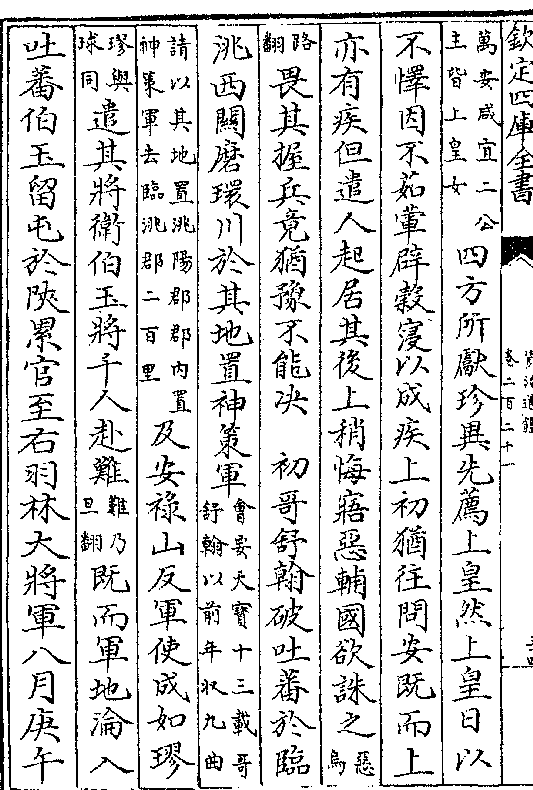 欽定四庫全書
資治通鑑
卷二百二十一
萬安咸宜二公
主皆上皇女
四方所獻珍異先薦上皇然上皇日以
不懌因不茹葷辟穀寖以成疾上初猶往問安既而上
亦有疾但遣人起居其後上稍悔寤惡輔國欲誅之
惡烏
路翻
畏其握兵竟猶豫不能决 初哥舒翰破吐蕃於臨
洮西關磨環川於其地置神策軍
會要天寶十三載哥
舒翰以前年收九曲
請以其地置洮陽郡郡内置
神策軍去臨洮郡二百里
及安祿山反軍使成如璆
璆與
球同
遣其將衛伯玉將千人赴難
難乃
旦翻
既而軍地淪入
吐蕃伯玉留屯於陜累官至右羽林大將軍八月庚午